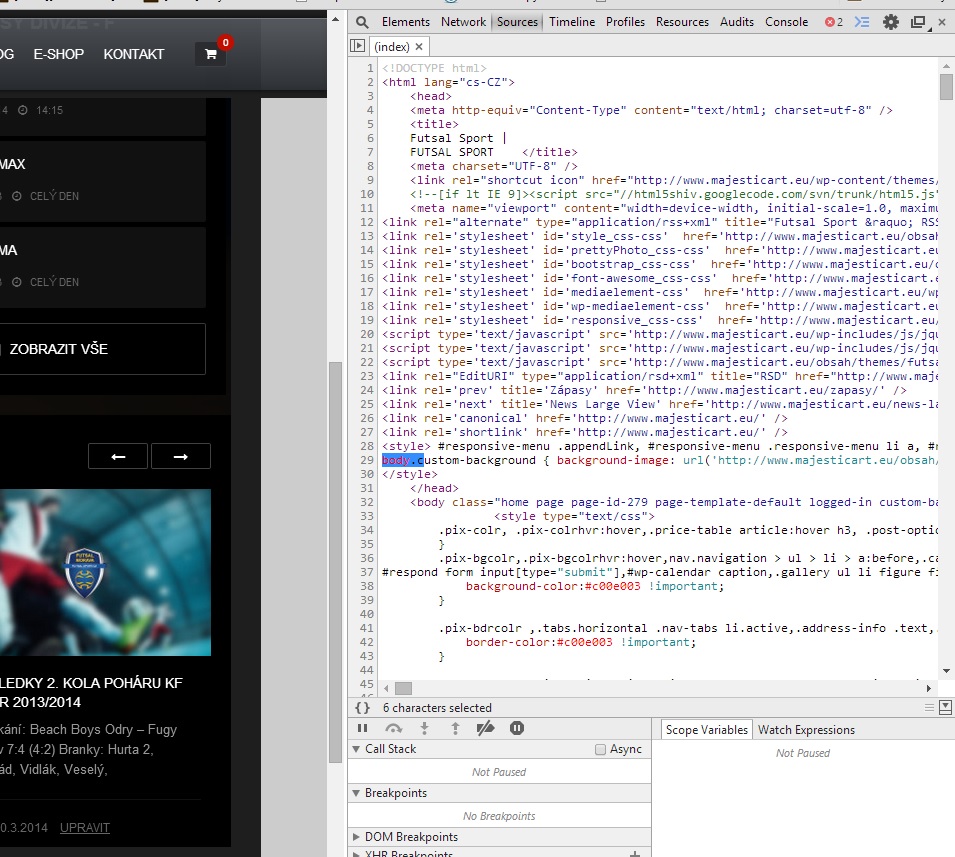 SY DIVIZE - F
OG E-SHOP KONTAKT 0
4 14:15
MAX
CELÝ DEN
MA
CELÝ DEN
ZOBRAZIT VŠE
← →
FUTSAL
LEDKY 2. KOLA POHÁRU KF
R 2013/2014
kání: Beach Boys Odry – Fugy
v 7:4 (4:2) Branky: Hurta 2,
ád, Vidlák, Veselý,
0.3.2014 UPRAVIT
Elements Network Sources Timeline Profiles Resources Audits Console 2
(index) ×
1 <!DOCTYPE html>
2 <html lang="cs-CZ">
3 <head>
4 <meta http-equiv="Content-Type" content="text/html; charset=utf-8" />
5 <title>
6 Futsal Sport |
7 FUTSAL SPORT </title>
8 <meta charset="UTF-8" />
9 <link rel="shortcut icon" href="http://www.majesticart.eu/wp-content/themes/
10 <!--[if lt IE 9]><script src="//html5shiv.googlecode.com/svn/trunk/html5.js"
11 <meta name="viewport" content="width=device-width, initial-scale=1.0, maximu
12 <link rel="alternate" type="application/rss+xml" title="Futsal Sport &raquo; RSS
13 <link rel='stylesheet' id='style_css-css' href='http://www.majesticart.eu/obsah
14 <link rel='stylesheet' id='prettyPhoto_css-css' href='http://www.majesticart.eu
15 <link rel='stylesheet' id='bootstrap_css-css' href='http://www.majesticart.eu/o
16 <link rel='stylesheet' id='font-awesome_css-css' href='http://www.majesticart.e
17 <link rel='stylesheet' id='mediaelement-css' href='http://www.majesticart.eu/wp
18 <link rel='stylesheet' id='wp-mediaelement-css' href='http://www.majesticart.eu
19 <link rel='stylesheet' id='responsive_css-css' href='http://www.majesticart.eu/
20 <script type='text/javascript' src='http://www.majesticart.eu/wp-includes/js/jqu
21 <script type='text/javascript' src='http://www.majesticart.eu/wp-includes/js/jqu
22 <script type='text/javascript' src='http://www.majesticart.eu/obsah/themes/futsa
23 <link rel="EditURI" type="application/rsd+xml" title="RSD" href="http://www.maje
24 <link rel='prev' title='Zápasy' href='http://www.majesticart.eu/zapasy/' />
25 <link rel='next' title='News Large View' href='http://www.majesticart.eu/news-la
26 <link rel='canonical' href='http://www.majesticart.eu/' />
27 <link rel='shortlink' href='http://www.majesticart.eu/' />
28 <style> #responsive-menu .appendLink, #responsive-menu .responsive-menu li a, #r
29 body.custom-background { background-image: url('http://www.majesticart.eu/obsah/
30 </style>
31 </head>
32 <body class="home page page-id-279 page-template-default logged-in custom-ba
33 <style type="text/css">
34 .pix-colr, .pix-colrhvr:hover,.price-table article:hover h3, .post-optio
35 }
36 .pix-bgcolr,.pix-bgcolrhvr:hover,nav.navigation > ul > li > a:before,.ca
37 #respond form input[type="submit"],#wp-calendar caption,.gallery ul li figure fi
38 background-color:#c00e003 !important;
39 }
40
41 .pix-bdrcolr ,.tabs.horizontal .nav-tabs li.active,.address-info .text,.
42 border-color:#c00e003 !important;
43 }
44
45
{} 6 characters selected
Call Stack Async
Not Paused
Breakpoints
No Breakpoints
DOM Breakpoints
XHR Breakpoints +
Scope Variables Watch Expressions
Not Paused